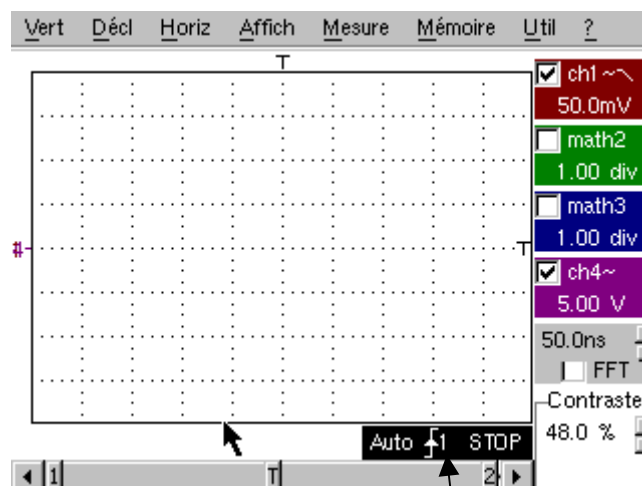 Vert Décl Horiz Affich Mesure Mémoire Util ?
T
ch1 ~
50.0mV
math2
1.00 div
math3
1.00 div
T
ch4~
5.00 V
50.0ns
FFT
Contraste
48.0 %
Auto 1 STOP
1 T 2